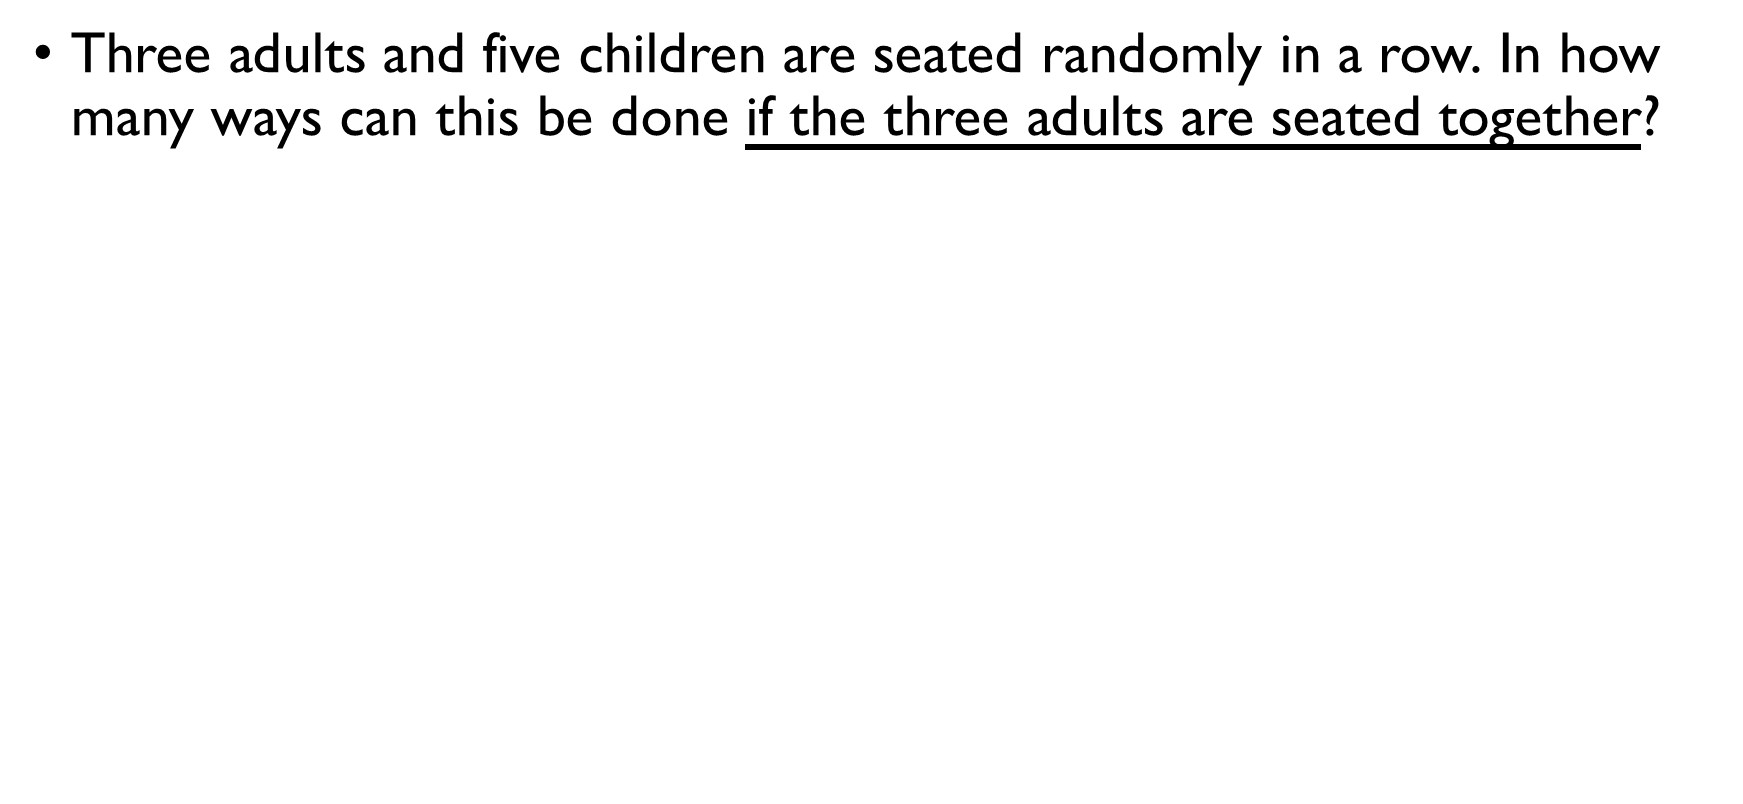 • Three adults and five children are seated randomly in a row. In how
many ways can this be done if the three adults are seated together?